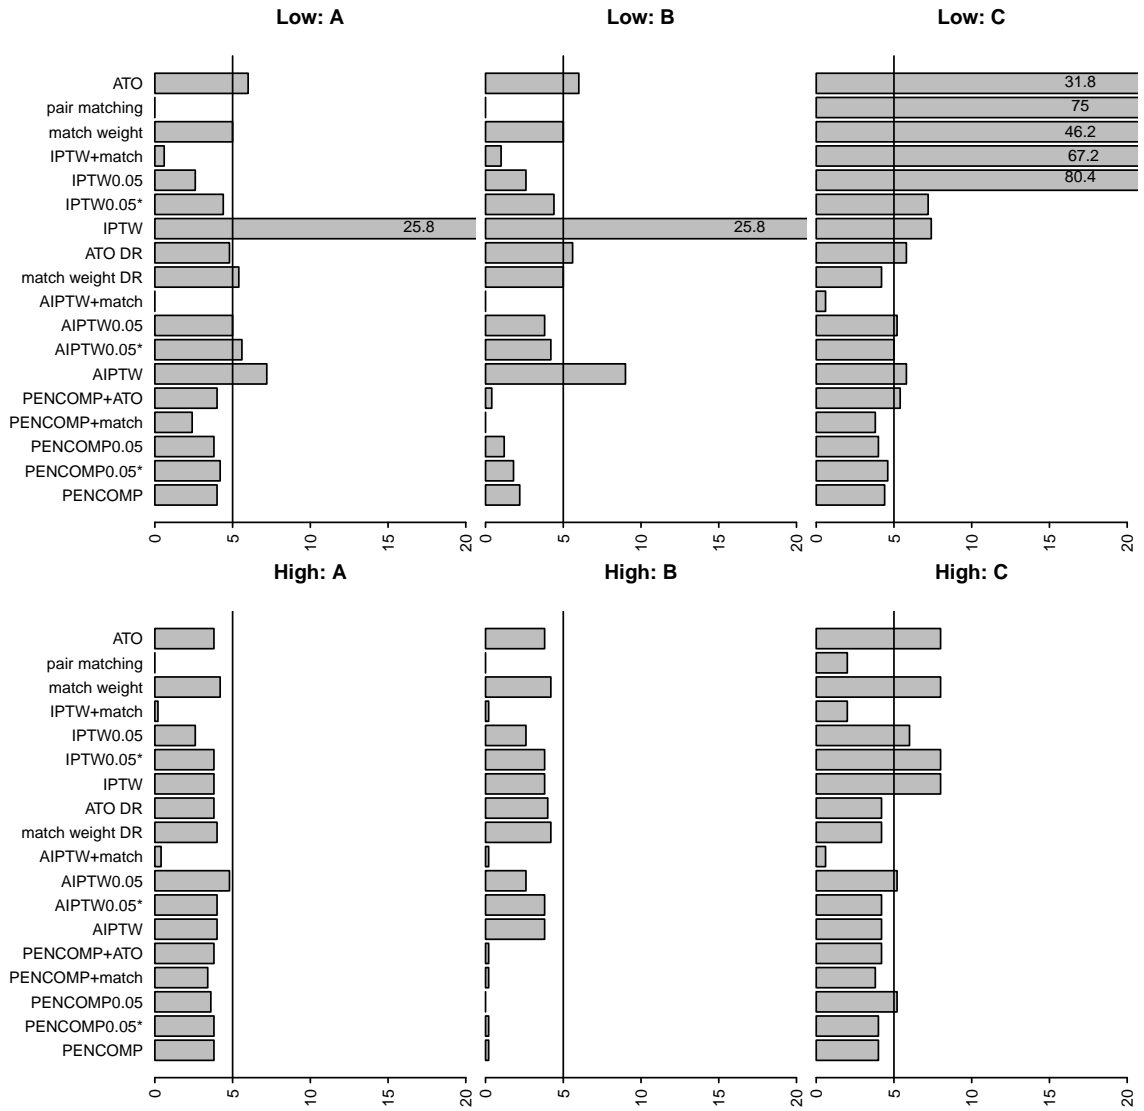 Low: A
Low: B
Low: C
ATO
31.8
pair matching
75
match weight
46.2
IPTW+match
67.2
IPTW0.05
80.4
IPTW0.05*
IPTW
25.8
25.8
ATO DR
match weight DR
AIPTW+match
AIPTW0.05
AIPTW0.05*
AIPTW
PENCOMP+ATO
PENCOMP+match
PENCOMP0.05
PENCOMP0.05*
PENCOMP
0 5 10 15 20
0 5 10 15 20
0 5 10 15 20
High: A
High: B
High: C
ATO
pair matching
match weight
IPTW+match
IPTW0.05
IPTW0.05*
IPTW
ATO DR
match weight DR
AIPTW+match
AIPTW0.05
AIPTW0.05*
AIPTW
PENCOMP+ATO
PENCOMP+match
PENCOMP0.05
PENCOMP0.05*
PENCOMP
0 5 10 15 20
0 5 10 15 20
0 5 10 15 20